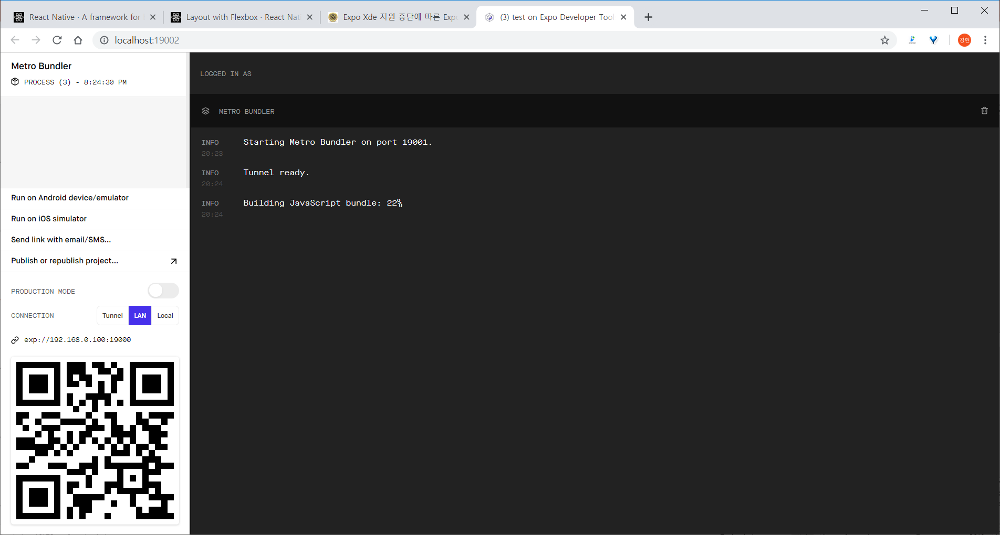 React Native · A framework for
Layout with Flexbox · React Nat
Expo Xde 지원 중단에 따른 Expo
(3) test on Expo Developer Tool
localhost:19002
강현
Metro Bundler
PROCESS (3) - 8:24:30 PM
Run on Android device/emulator
Run on iOS simulator
Send link with email/SMS...
Publish or republish project...
PRODUCTION MODE
CONNECTION
Tunnel
LAN
Local
exp://192.168.0.100:19000
LOGGED IN AS
METRO BUNDLER
INFO
Starting Metro Bundler on port 19001.
20:23
INFO
Tunnel ready.
20:24
INFO
Building JavaScript bundle: 22%
20:24